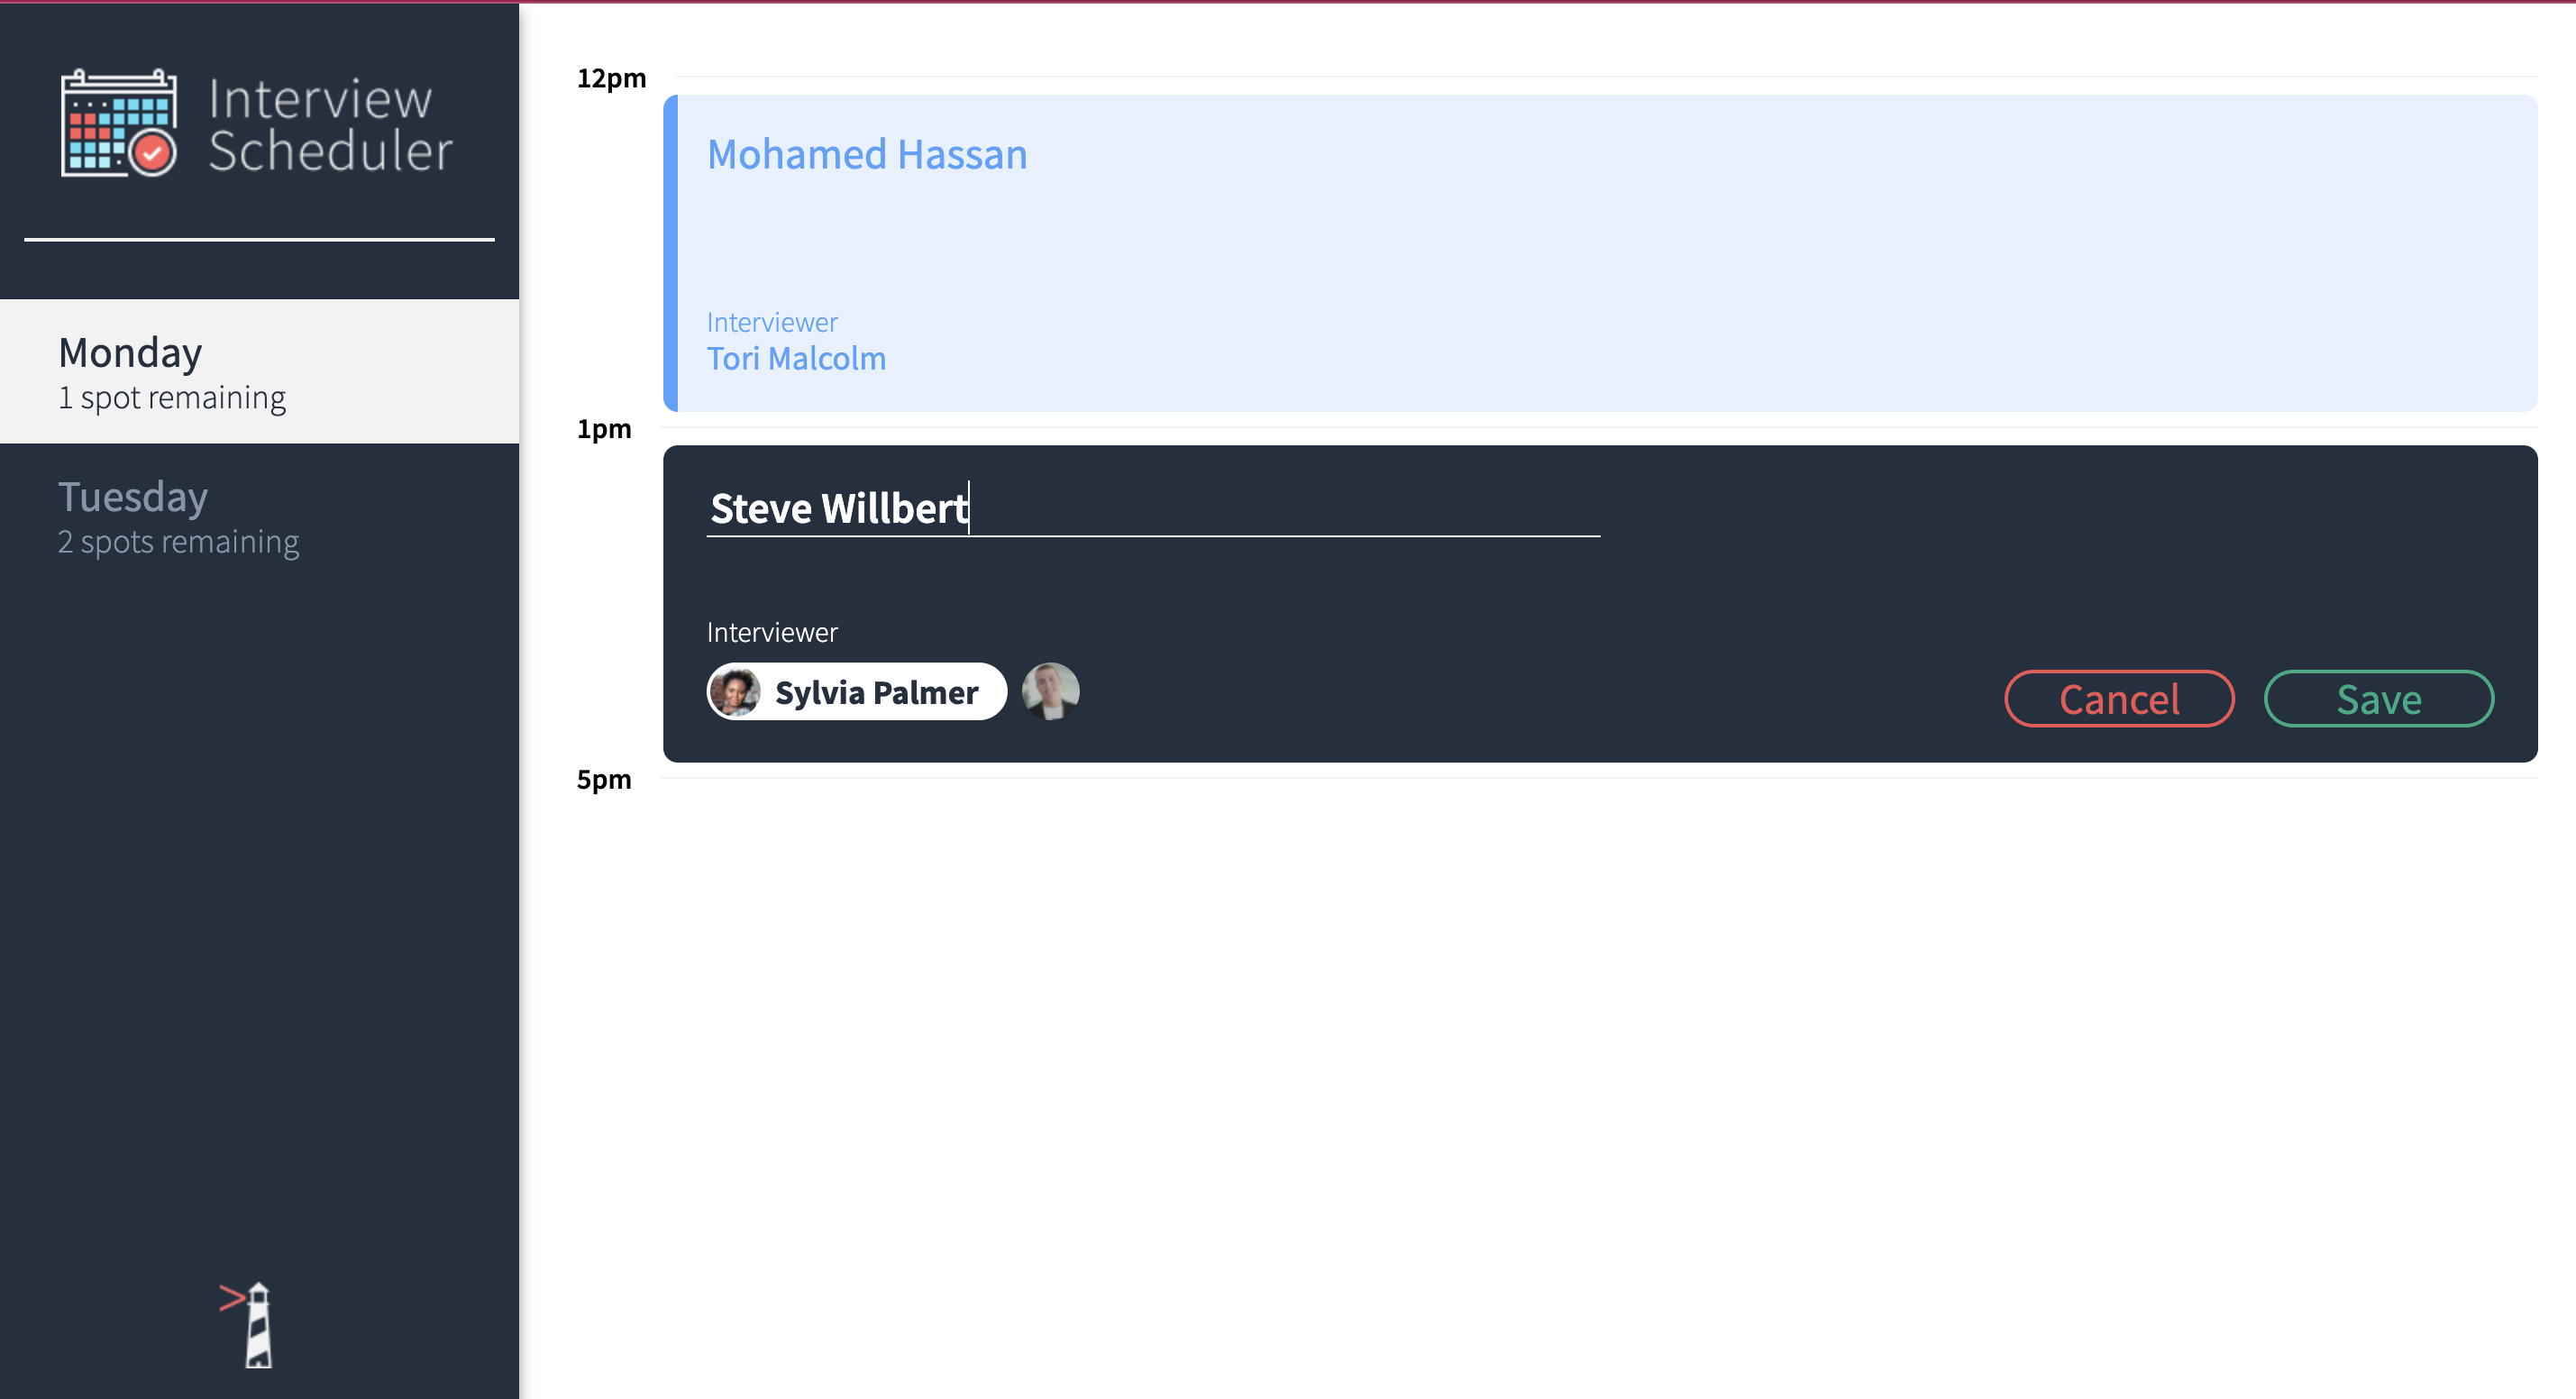 Interview
Scheduler
Monday
1 spot remaining
Tuesday
2 spots remaining
12pm
Mohamed Hassan
Interviewer
Tori Malcolm
1pm
Steve Willbert
Interviewer
Sylvia Palmer
Cancel
Save
5pm